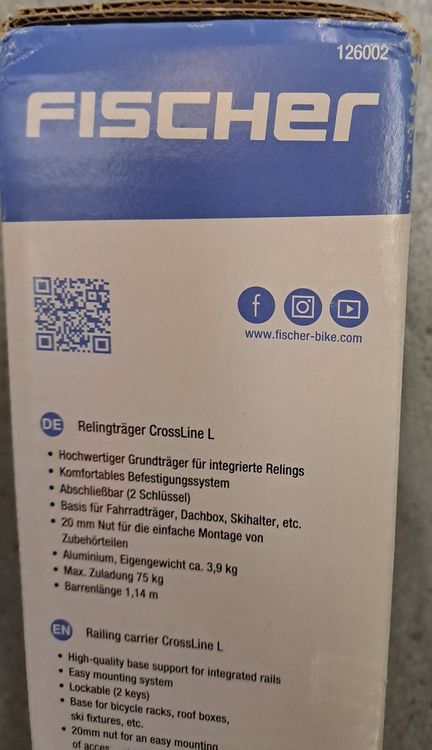 126002
FISCHER
www.fischer-bike.com
DE Relingträger CrossLine L
• Hochwertiger Grundträger für integrierte Relings
• Komfortables Befestigungssystem
• Abschließbar (2 Schlüssel)
• Basis für Fahrradträger, Dachbox, Skihalter, etc.
• 20 mm Nut für die einfache Montage von
Zubehörteilen
• Aluminium, Eigengewicht ca. 3,9 kg
• Max. Zuladung 75 kg
• Barrenlänge 1,14 m
EN Railing carrier CrossLine L
• High-quality base support for integrated rails
• Easy mounting system
• Lockable (2 keys)
• Base for bicycle racks, roof boxes,
ski fixtures, etc.
• 20mm nut for an easy mounting
of